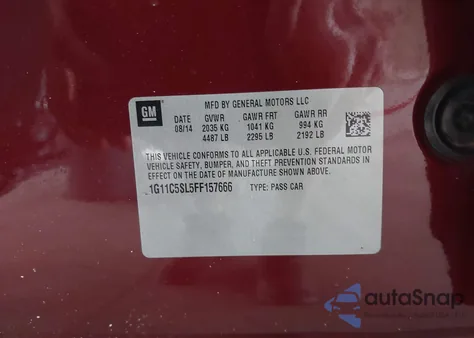 GM
MFD BY GENERAL MOTORS LLC
DATE GVWR GAWR FRT GAWR RR
08/14 2035 KG 1041 KG 994 KG
4487 LB 2295 LB 2192 LB
THIS VEHICLE CONFORMS TO ALL APPLICABLE U.S. FEDERAL MOTOR
VEHICLE SAFETY, BUMPER, AND THEFT PREVENTION STANDARDS IN
EFFECT ON THE DATE OF MANUFACTURE SHOWN ABOVE.
1G11C5SL5FF157666 TYPE: PASS CAR
autoSnap